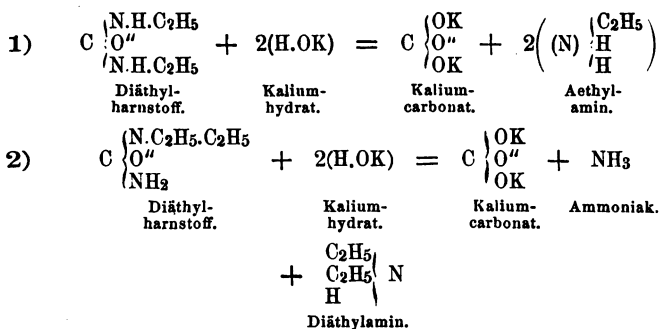 N.H.C2H5
1) C O" + 2(H.OK) = C OK O" OK + 2( (N) C2H5 H H )
N.H.C2H5
Diäthyl- Kalium- Kalium- Aethyl-
harnstoff. hydrat. carbonat. amin.
N.C2H5.C2H5
2) C O" + 2(H.OK) = C OK O" OK + NH3
NH2
Diäthyl- Kalium- Kalium- Ammoniak.
harnstoff. hydrat. carbonat.
C2H5
+ C2H5 N
H
Diäthylamin.